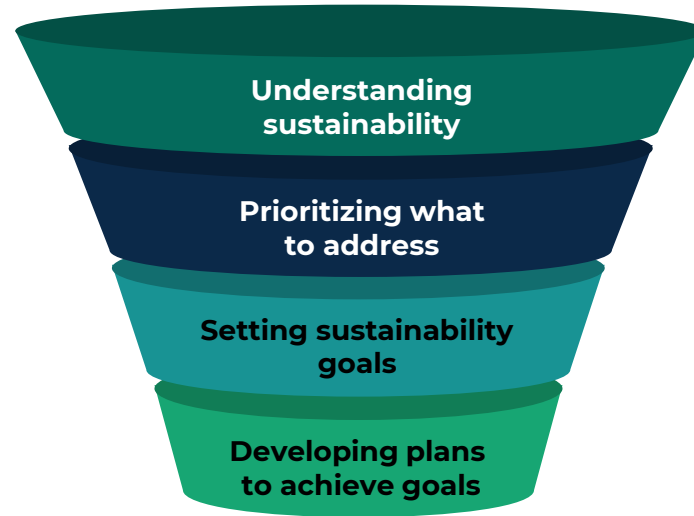 Understanding
sustainability
Prioritizing what
to address
Setting sustainability
goals
Developing plans
to achieve goals